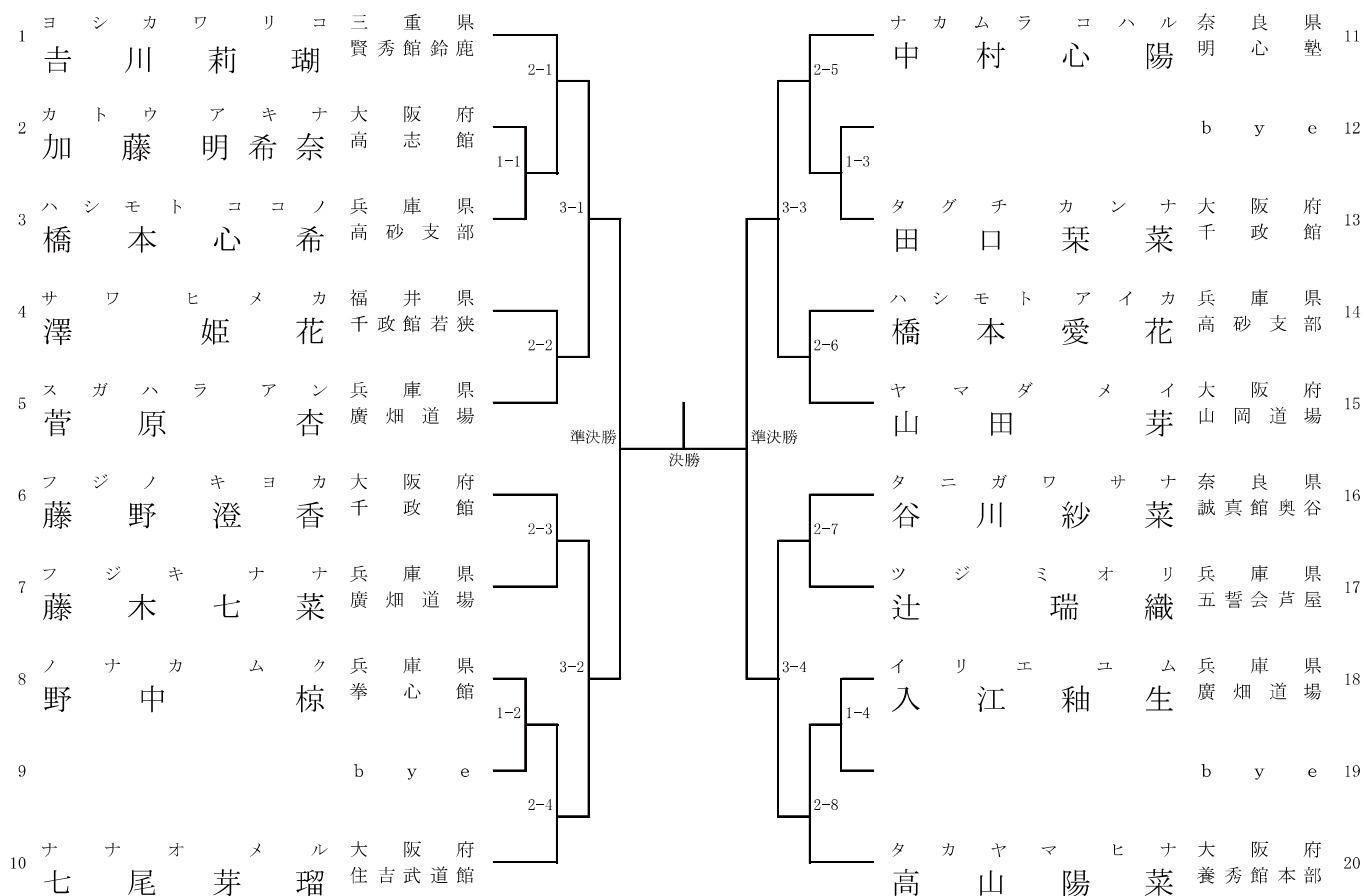 1 ヨシカワ リコ 三重県
𠮷川莉瑚 賢秀館鈴鹿
2 カトウ アキナ 大阪府
加藤明希奈 高志館
3 ハシモト ココノ 兵庫県
橋本心希 高砂支部
4 サワ ヒメカ 福井県
澤姫花 千政館若狭
5 スガハラ アン 兵庫県
菅原杏 廣畑道場
6 フジノ キヨカ 大阪府
藤野澄香 千政館
7 フジキ ナナ 兵庫県
藤木七菜 廣畑道場
8 ノナカ ムク 兵庫県
野中椋 拳心館
9 bye
10 ナナオ メル 大阪府
七尾芽瑠 住吉武道館
2-1
1-1
3-1
2-2
準決勝
2-3
3-2
1-2
2-4
決勝
2-5
1-3
3-3
2-6
準決勝
2-7
3-4
1-4
2-8
ナカムラ コハル 奈良県 11
中村心陽 明心塾
bye 12
タグチ カンナ 大阪府 13
田口栞菜 千政館
ハシモト アイカ 兵庫県 14
橋本愛花 高砂支部
ヤマダ メイ 大阪府 15
山田芽 山岡道場
タニガワ サナ 奈良県 16
谷川紗菜 誠真館奥谷
ツジ ミオリ 兵庫県 17
辻瑞織 五誓会芦屋
イリエ ユム 兵庫県 18
入江釉生 廣畑道場
bye 19
タカヤマ ヒナ 大阪府 20
高山陽菜 養秀館本部